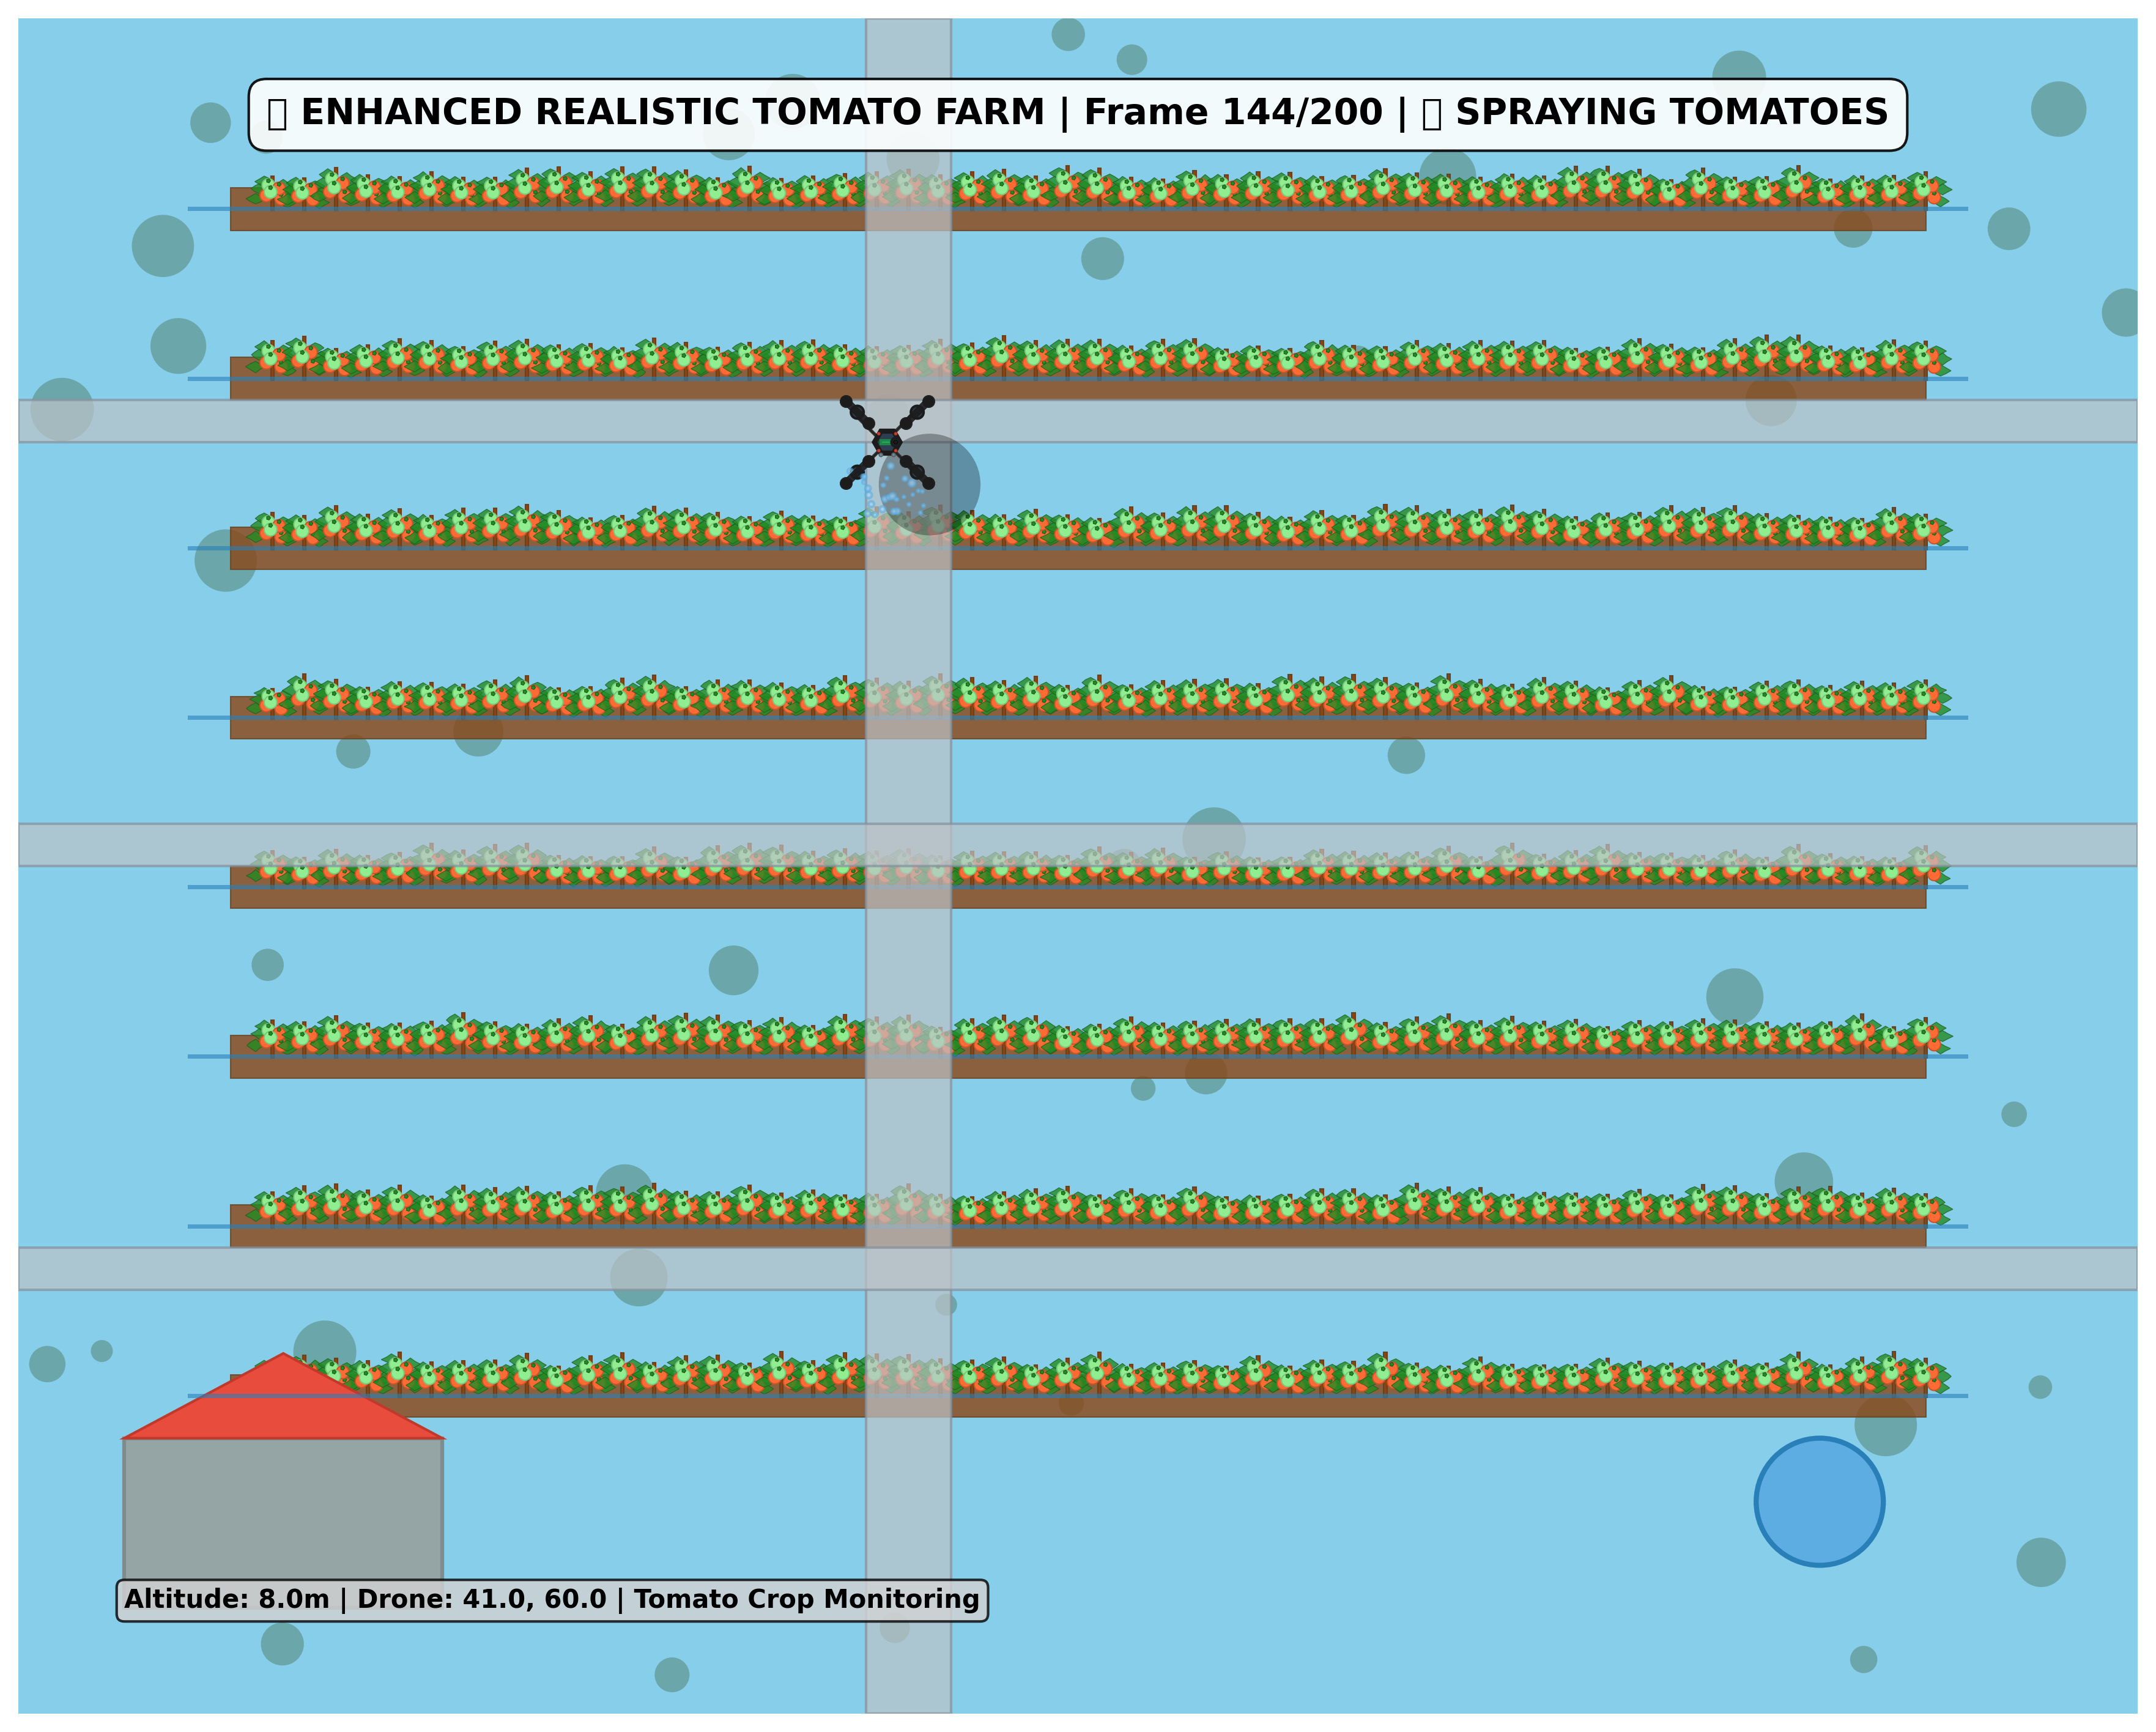 ▯ ENHANCED REALISTIC TOMATO FARM | Frame 144/200 | ▯ SPRAYING TOMATOES
Altitude: 8.0m | Drone: 41.0, 60.0 | Tomato Crop Monitoring